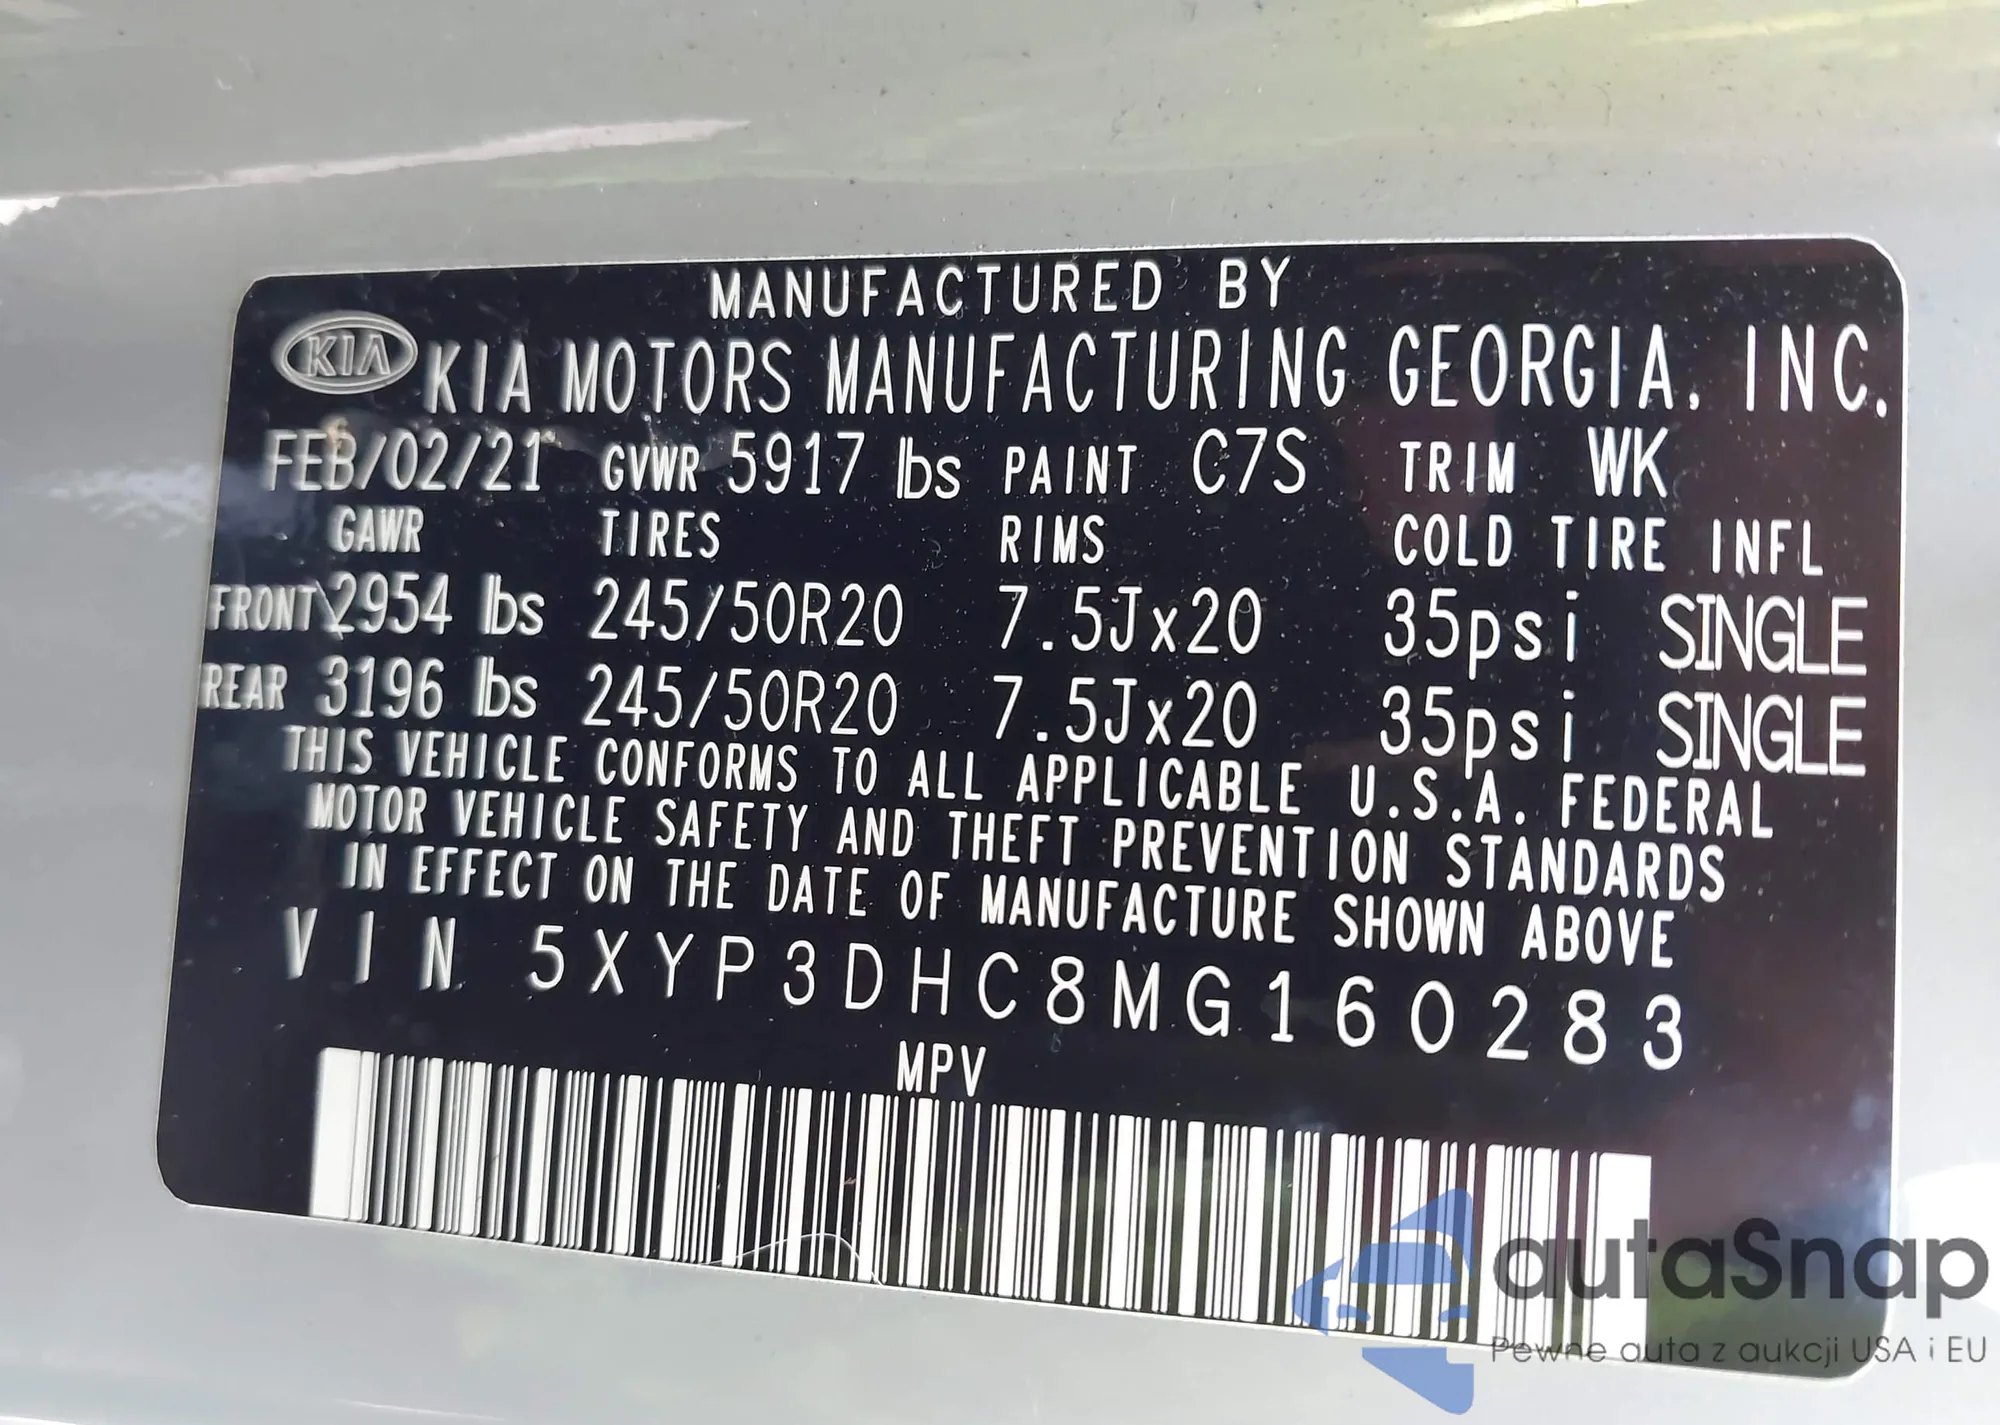 MANUFACTURED BY
KIA KIA MOTORS MANUFACTURING GEORGIA, INC.
FEB/02/21 GVWR 5917 lbs PAINT C7S TRIM WK
GAWR TIRES RIMS COLD TIRE INFL
FRONT 2954 lbs 245/50R20 7.5Jx20 35psi SINGLE
REAR 3196 lbs 245/50R20 7.5Jx20 35psi SINGLE
THIS VEHICLE CONFORMS TO ALL APPLICABLE U.S.A. FEDERAL
MOTOR VEHICLE SAFETY AND THEFT PREVENTION STANDARDS
IN EFFECT ON THE DATE OF MANUFACTURE SHOWN ABOVE
VIN 5XYP3DHC8MG160283
MPV
autaSnap
Pewne auta z aukcji USA i EU